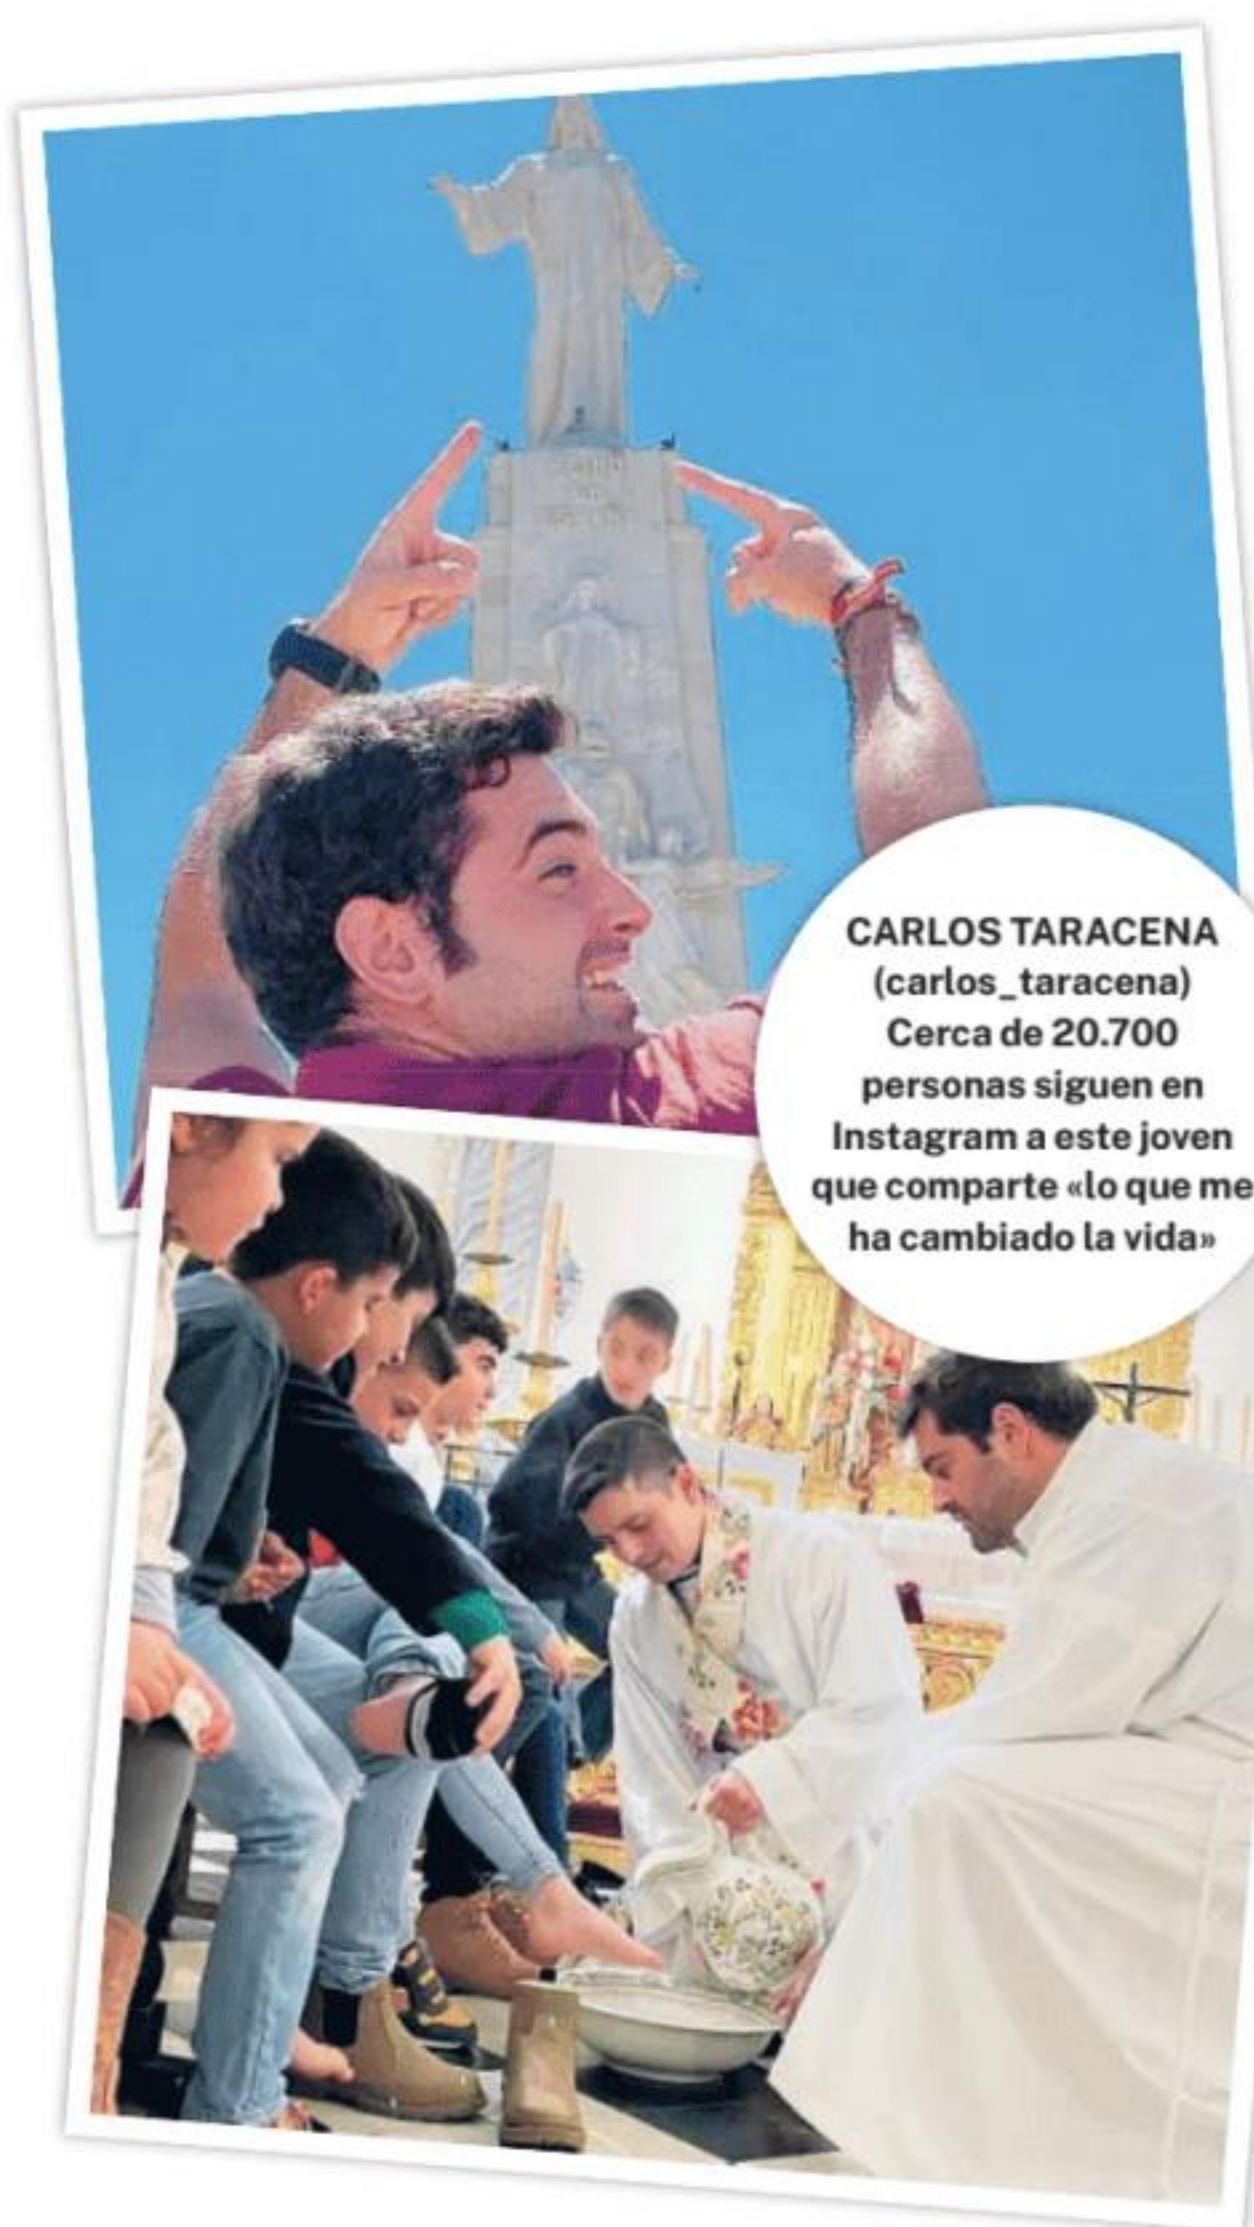 CARLOS TARACENA
(carlos_taracena)
Cerca de 20.700
personas siguen en
Instagram a este joven
que comparte «lo que me
ha cambiado la vida»